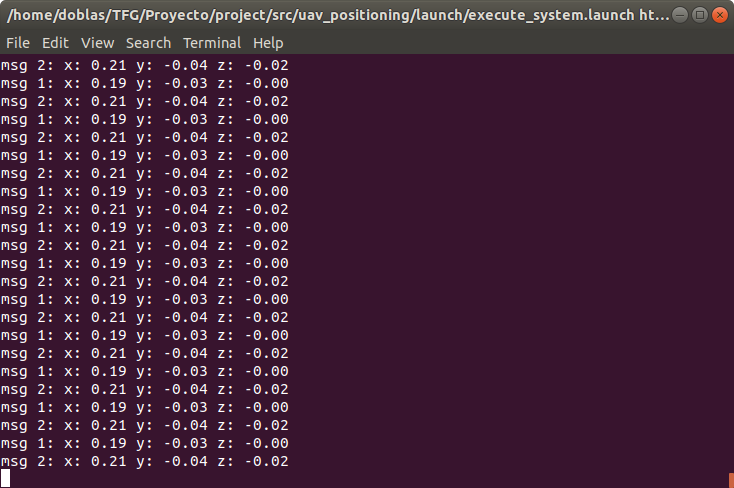 /home/doblas/TFG/Proyecto/project/src/uav_positioning/launch/execute_system.launch ht...
File Edit View Search Terminal Help
msg 2: x: 0.21 y: -0.04 z: -0.02
msg 1: x: 0.19 y: -0.03 z: -0.00
msg 2: x: 0.21 y: -0.04 z: -0.02
msg 1: x: 0.19 y: -0.03 z: -0.00
msg 2: x: 0.21 y: -0.04 z: -0.02
msg 1: x: 0.19 y: -0.03 z: -0.00
msg 2: x: 0.21 y: -0.04 z: -0.02
msg 1: x: 0.19 y: -0.03 z: -0.00
msg 2: x: 0.21 y: -0.04 z: -0.02
msg 1: x: 0.19 y: -0.03 z: -0.00
msg 2: x: 0.21 y: -0.04 z: -0.02
msg 1: x: 0.19 y: -0.03 z: -0.00
msg 2: x: 0.21 y: -0.04 z: -0.02
msg 1: x: 0.19 y: -0.03 z: -0.00
msg 2: x: 0.21 y: -0.04 z: -0.02
msg 1: x: 0.19 y: -0.03 z: -0.00
msg 2: x: 0.21 y: -0.04 z: -0.02
msg 1: x: 0.19 y: -0.03 z: -0.00
msg 2: x: 0.21 y: -0.04 z: -0.02
msg 1: x: 0.19 y: -0.03 z: -0.00
msg 2: x: 0.21 y: -0.04 z: -0.02
msg 1: x: 0.19 y: -0.03 z: -0.00
msg 2: x: 0.21 y: -0.04 z: -0.02